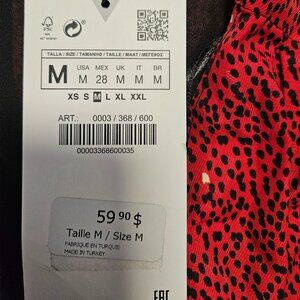 FSC
TALLA / SIZE / TAMANHO / TAILLE / MAAT / ΜΕΓΕΘΟΣ
M
USA MEX UK IT BR
M 28 M M M
XS S M L XL XXL
ART.: 0003 / 368 / 600
00003368600035
59 90 $
Taille M / Size M
FABRIQUÉ EN TURQUIE
MADE IN TURKEY
EAC